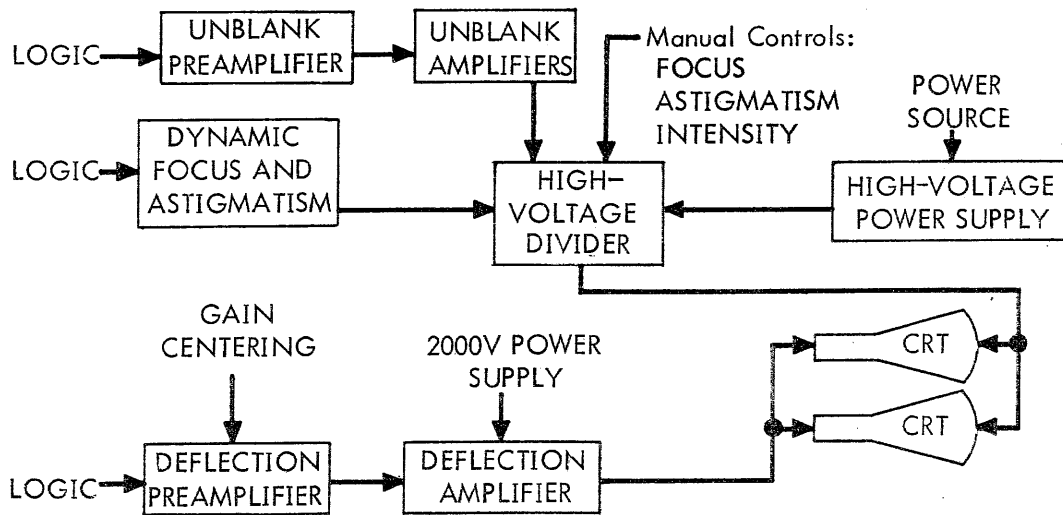 LOGIC
UNBLANK
PREAMPLIFIER
UNBLANK
AMPLIFIERS
Manual Controls:
FOCUS
ASTIGMATISM
INTENSITY
POWER
SOURCE
LOGIC
DYNAMIC
FOCUS AND
ASTIGMATISM
HIGH-
VOLTAGE
DIVIDER
HIGH-VOLTAGE
POWER SUPPLY
GAIN
CENTERING
2000V POWER
SUPPLY
CRT
CRT
LOGIC
DEFLECTION
PREAMPLIFIER
DEFLECTION
AMPLIFIER